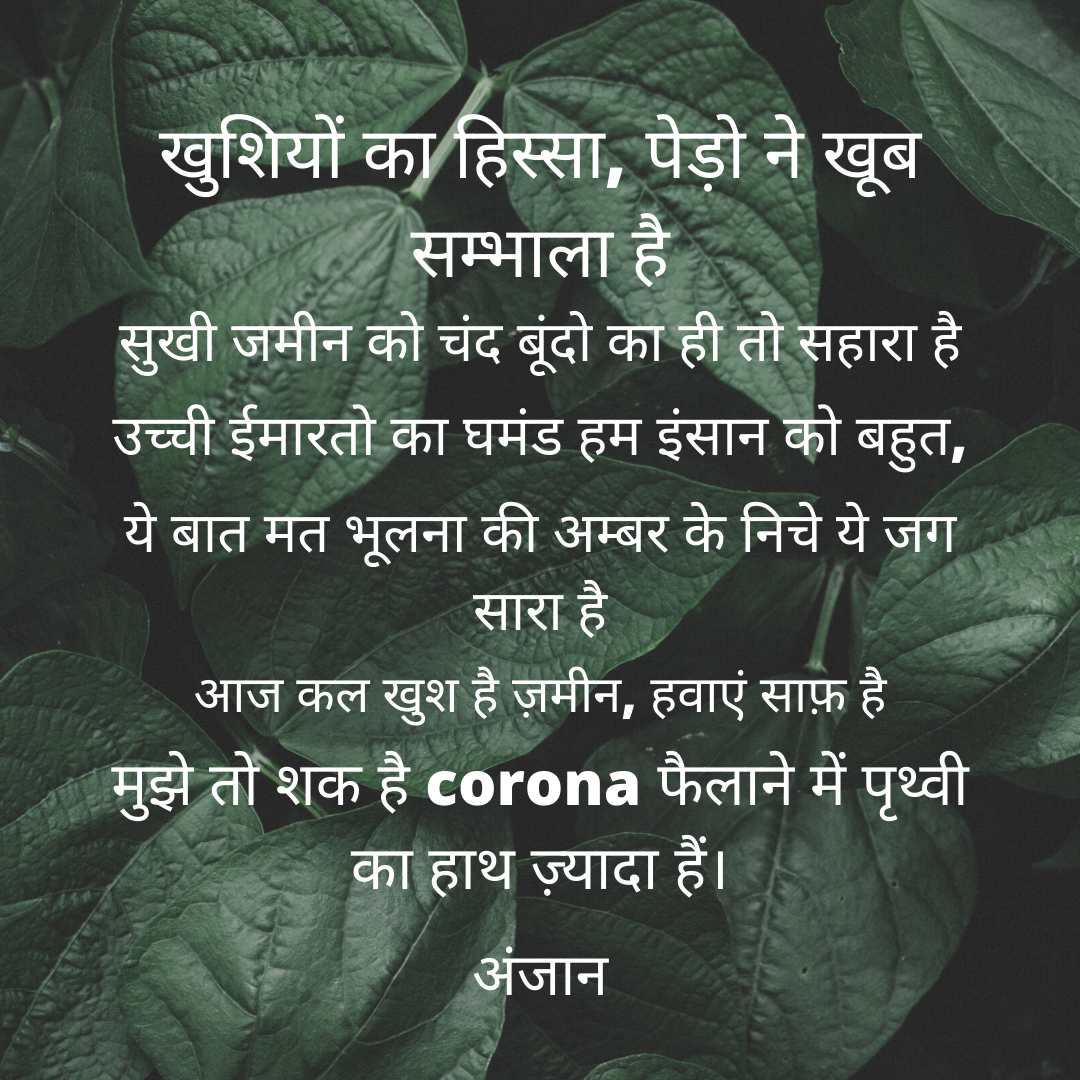 खुशियों का हिस्सा, पेड़ो ने खूब
सम्भाला है
सुखी जमीन को चंद बूंदो का ही तो सहारा है
उच्ची ईमारतो का घमंड हम इंसान को बहुत,
ये बात मत भूलना की अम्बर के निचे ये जग
सारा है
आज कल खुश है ज़मीन, हवाएं साफ़ है
मुझे तो शक है corona फैलाने में पृथ्वी
का हाथ ज़्यादा हैं।
अंजान